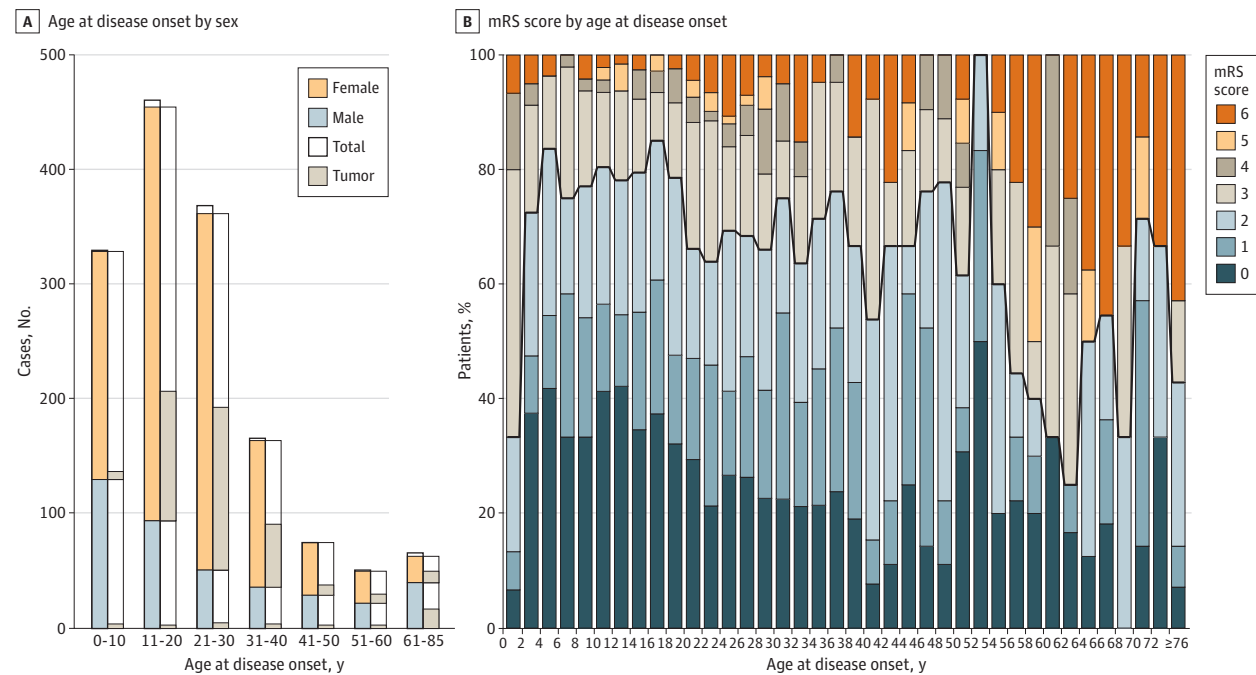 A Age at disease onset by sex
500
400
300
200
100
0
Cases, No.
Female
Male
Total
Tumor
0-10 11-20 21-30 31-40 41-50 51-60 61-85
Age at disease onset, y
B mRS score by age at disease onset
100
80
60
40
20
0
Patients, %
0 2 4 6 8 10 12 14 16 18 20 22 24 26 28 30 32 34 36 38 40 42 44 46 48 50 52 54 56 58 60 62 64 66 68 70 72 ≥76
Age at disease onset, y
mRS
score
6
5
4
3
2
1
0